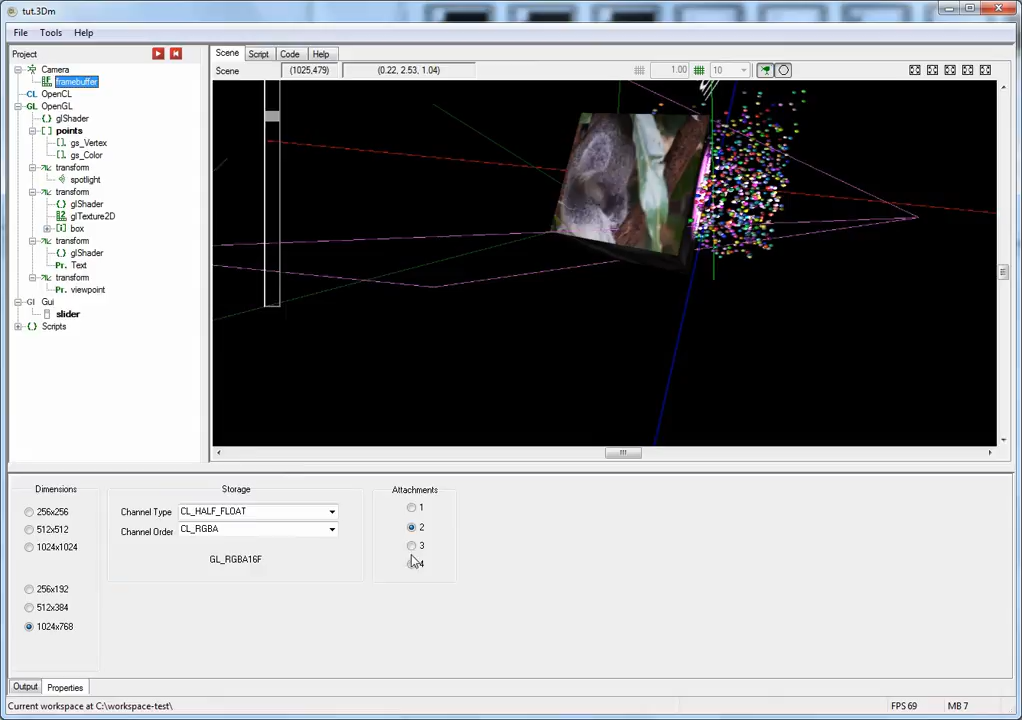 tut.3Dm
File Tools Help
Project
Camera
framebuffer
CL OpenCL
GL OpenGL
{ } glShader
[ ] points
[ ]. gs_Vertex
[ ]. gs_Color
transform
spotlight
transform
{ } glShader
glTexture2D
[ ] box
transform
{ } glShader
Pr. Text
transform
Pr. viewpoint
GI Gui
slider
{ } Scripts
Scene Script Code Help
Scene (1025,479) (0.22, 2.53, 1.04) 1.00 10
Dimensions
256x256
512x512
1024x1024
256x192
512x384
1024x768
Storage
Channel Type CL_HALF_FLOAT
Channel Order CL_RGBA
GL_RGBA16F
Attachments
1
2
3
4
Output Properties
Current workspace at C:\workspace-test\ FPS 69 MB 7